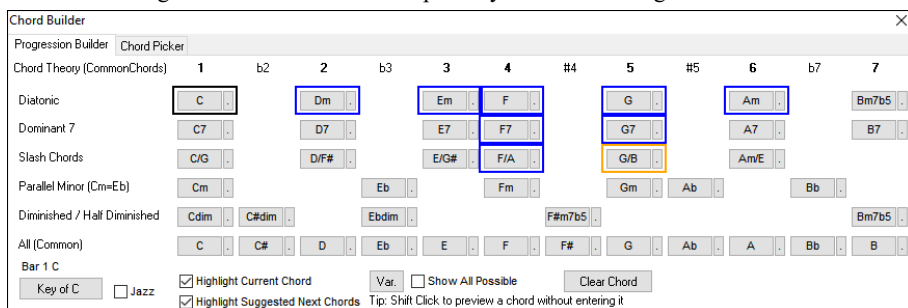 Chord Builder
Progression Builder Chord Picker
Chord Theory (CommonChords) 1 b2 2 b3 3 4 #4 5 #5 6 b7 7
Diatonic C . Dm . Em . F . G . Am . Bm7b5 .
Dominant 7 C7 . D7 . E7 . F7 . G7 . A7 . B7 .
Slash Chords C/G . D/F# . E/G# . F/A . G/B . Am/E .
Parallel Minor (Cm=Eb) Cm . Eb . Fm . Gm . Ab . Bb .
Diminished / Half Diminished Cdim . C#dim . Ebdim . F#m7b5 . Bm7b5 .
All (Common) C . C# . D . Eb . E . F . F# . G . Ab . A . Bb . B .
Bar 1 C
Key of C Jazz Highlight Current Chord Var. Show All Possible Clear Chord
Highlight Suggested Next Chords Tip: Shift Click to preview a chord without entering it